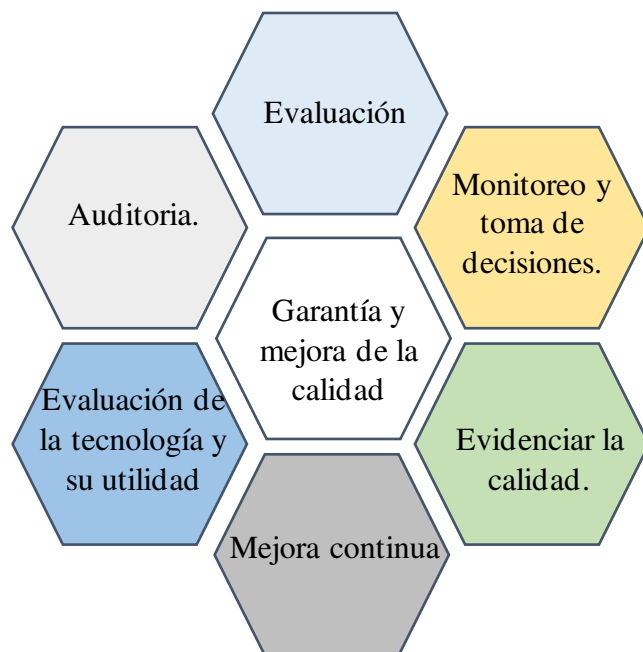 Evaluación
Auditoria.
Monitoreo y
toma de
decisiones.
Garantía y
mejora de la
calidad
Evaluación de
la tecnología y
su utilidad
Evidenciar la
calidad.
Mejora continua